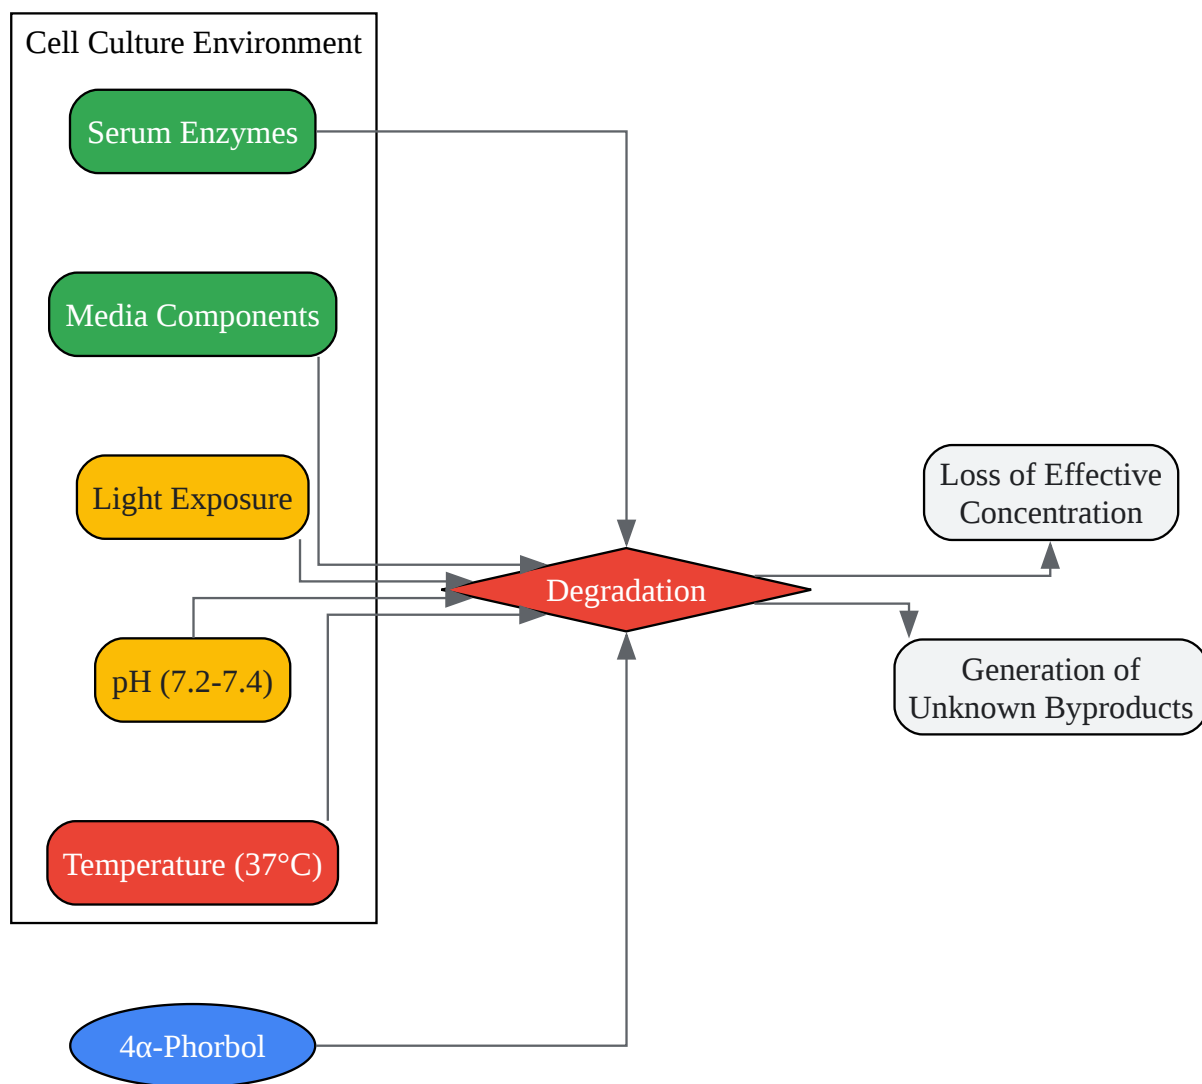 Cell Culture Environment
Serum Enzymes
Media Components
Light Exposure
pH (7.2-7.4)
Temperature (37°C)
4α-Phorbol
Degradation
Loss of Effective
Concentration
Generation of
Unknown Byproducts